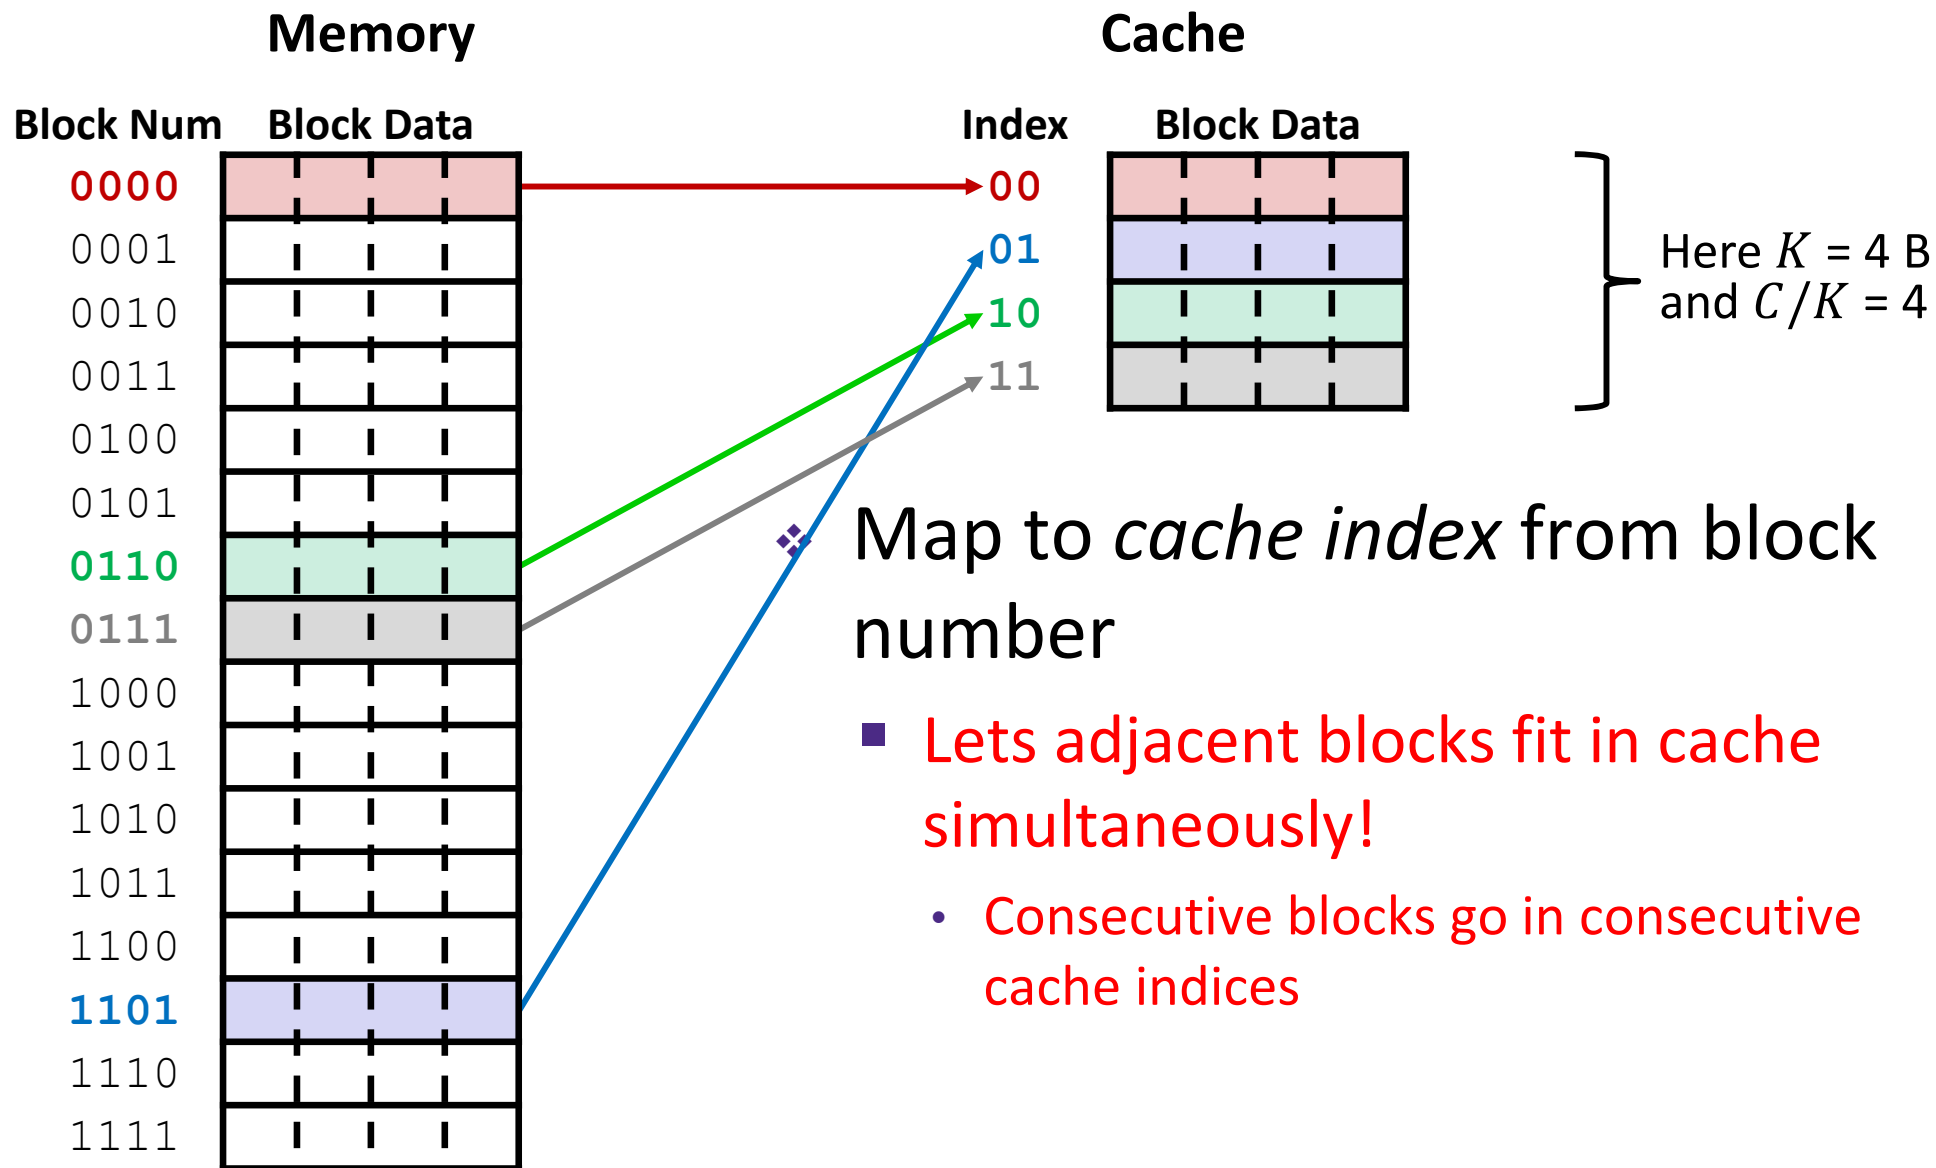 Memory Cache
Block Num Block Data Index Block Data
0000 00
0001 01
0010 10
0011 11
Here K = 4 B
and C/K = 4
0100
0101
0110
0111
1000
1001
1010
1011
1100
1101
1110
1111
❖ Map to cache index from block
number
▪ Lets adjacent blocks fit in cache
simultaneously!
• Consecutive blocks go in consecutive
cache indices